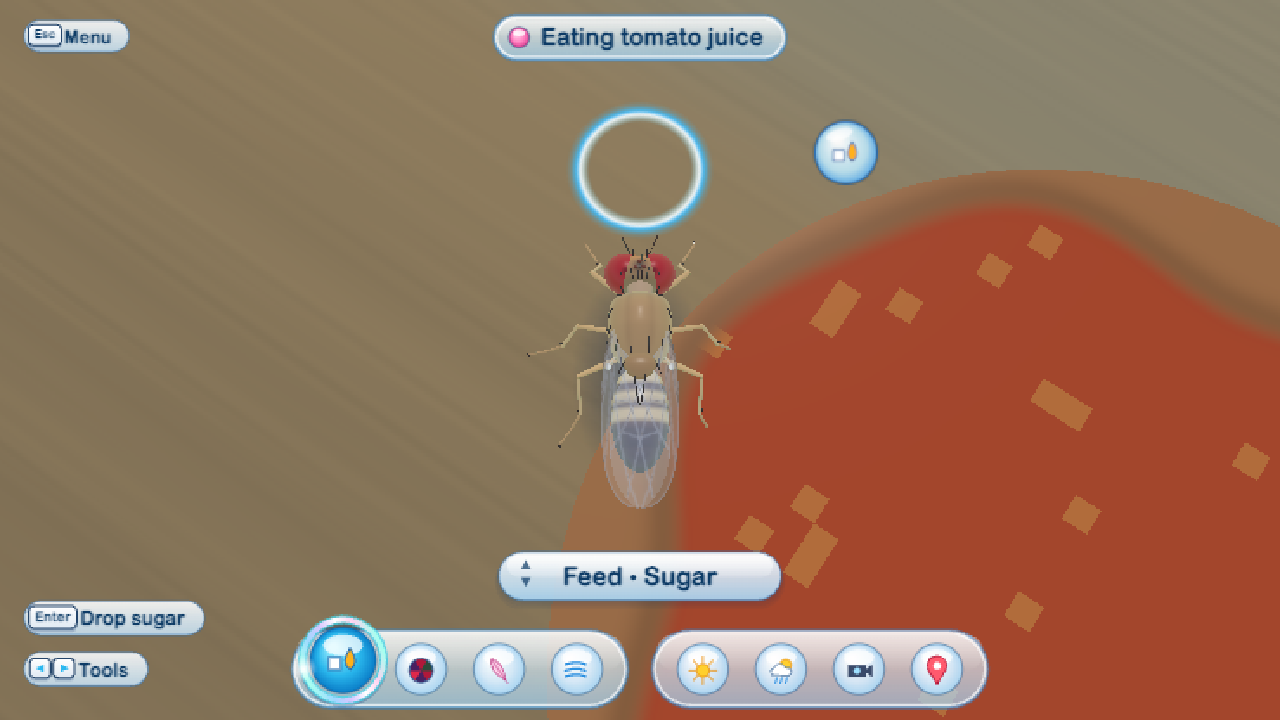 Esc Menu
Eating tomato juice
Feed • Sugar
Enter Drop sugar
Tools